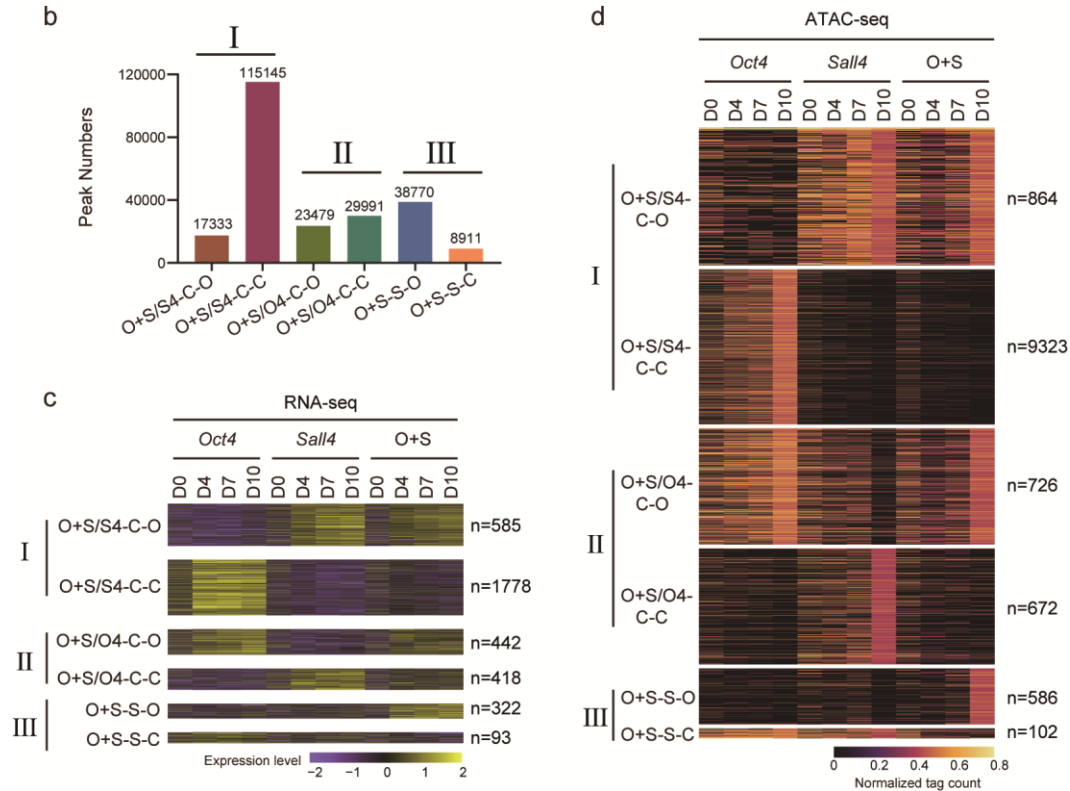 b
I
120000
115145
80000
Peak Numbers
II
III
40000
17333
23479
29991
38770
8911
0
O+S/S4-C-O
O+S/S4-C-C
O+S/O4-C-O
O+S/O4-C-C
O+S-S-O
O+S-S-C
c
RNA-seq
Oct4 Sall4 O+S
D0 D4 D7 D10 D0 D4 D7 D10 D0 D4 D7 D10
I
O+S/S4-C-O n=585
O+S/S4-C-C n=1778
II
O+S/O4-C-O n=442
O+S/O4-C-C n=418
III
O+S-S-O n=322
O+S-S-C n=93
Expression level
−2 −1 0 1 2
d
ATAC-seq
Oct4 Sall4 O+S
D0 D4 D7 D10 D0 D4 D7 D10 D0 D4 D7 D10
I
O+S/S4-
C-O
n=864
O+S/S4-
C-C
n=9323
II
O+S/O4-
C-O
n=726
O+S/O4-
C-C
n=672
III
O+S-S-O n=586
O+S-S-C n=102
0 0.2 0.4 0.6 0.8
Normalized tag count